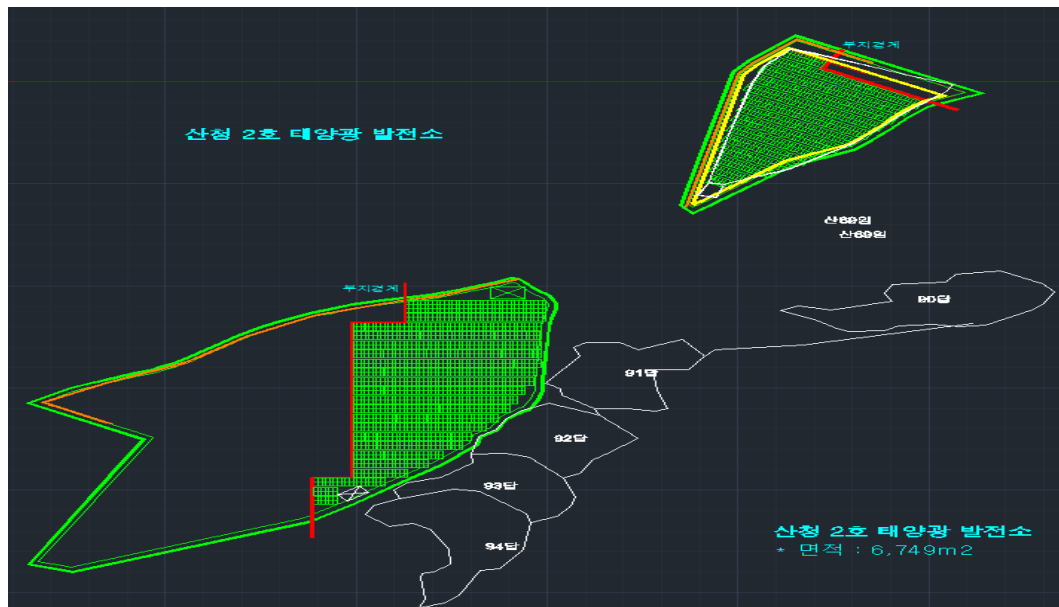 부지경계
산청 2호 태양광 발전소
산69임
산69임
부지경계
90답
91답
92답
93답
94답
산청 2호 태양광 발전소
* 면적 : 6,749m2